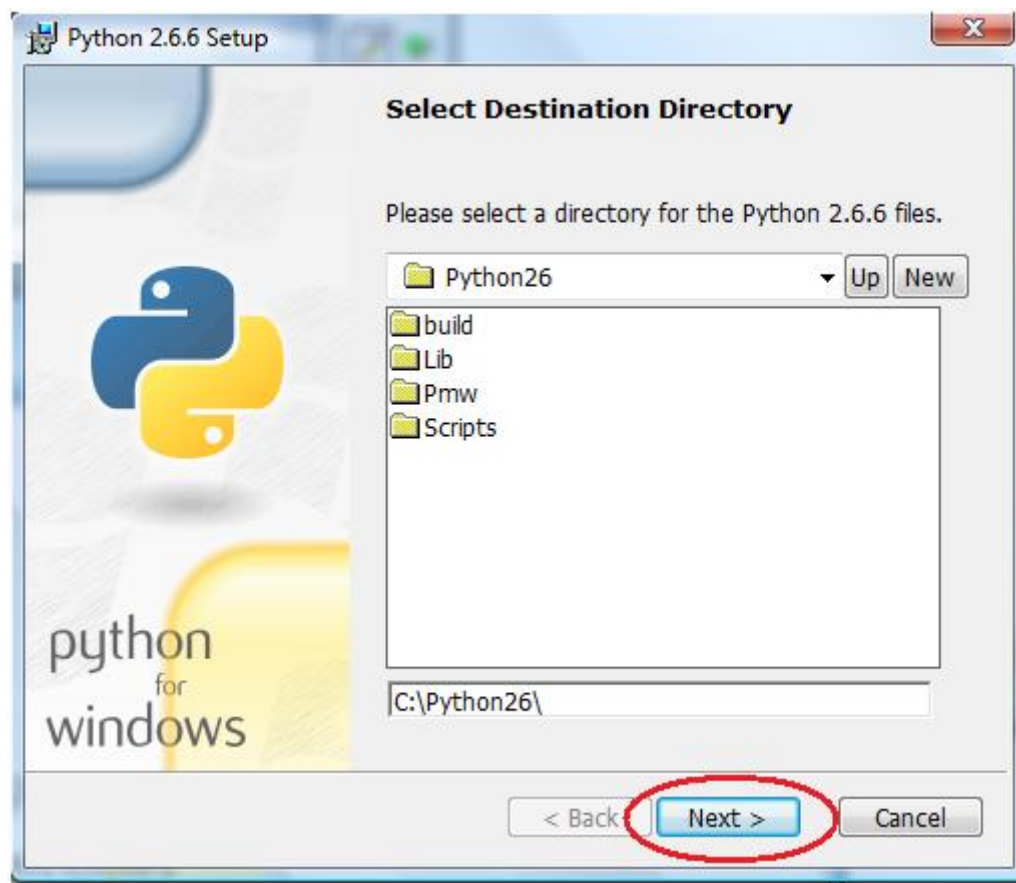 Python 2.6.6 Setup
X
Select Destination Directory
Please select a directory for the Python 2.6.6 files.
Python26
Up
New
build
Lib
Pmw
Scripts
python
for
windows
C:\Python26\
< Back
Next >
Cancel